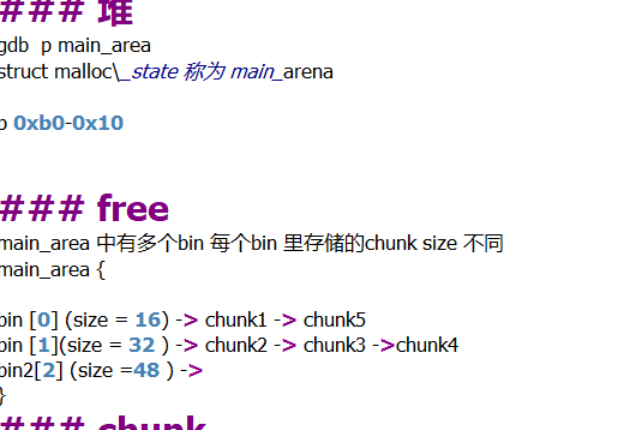 ### 堆
gdb p main_area
struct malloc\_state 称为 main_arena
p 0xb0-0x10
### free
main_area 中有多个bin 每个bin 里存储的chunk size 不同
main_area {
bin [0] (size = 16) -> chunk1 -> chunk5
bin [1](size = 32 ) -> chunk2 -> chunk3 ->chunk4
bin2[2] (size =48 ) ->
}
### chunk